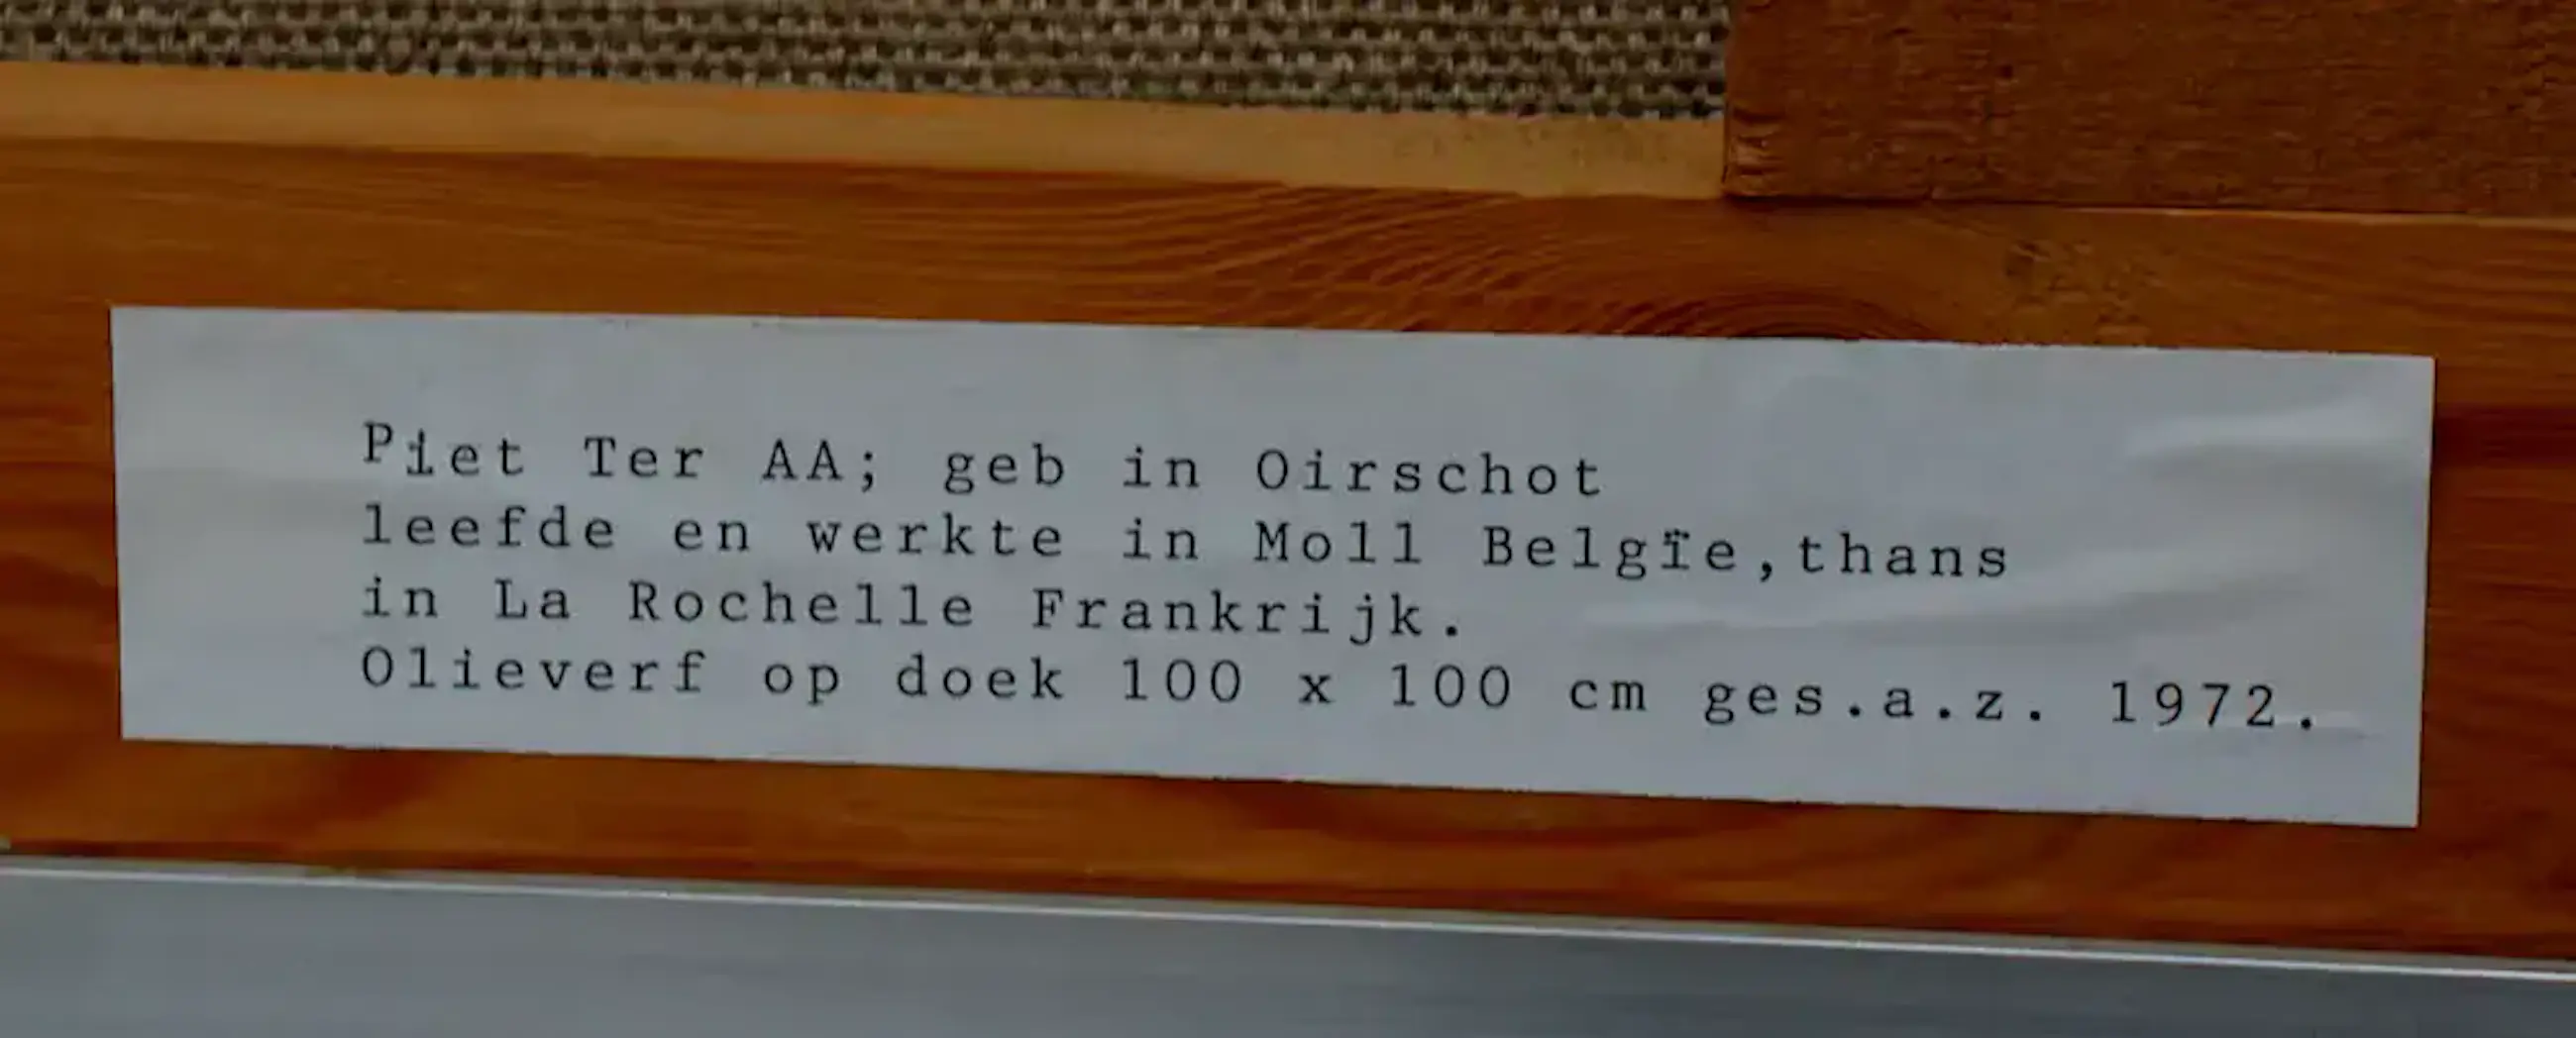 Piet Ter AA; geb in Oirschot
leefde en werkte in Moll Belgïe,thans
in La Rochelle Frankrijk.
Olieverf op doek 100 x 100 cm ges.a.z. 1972.